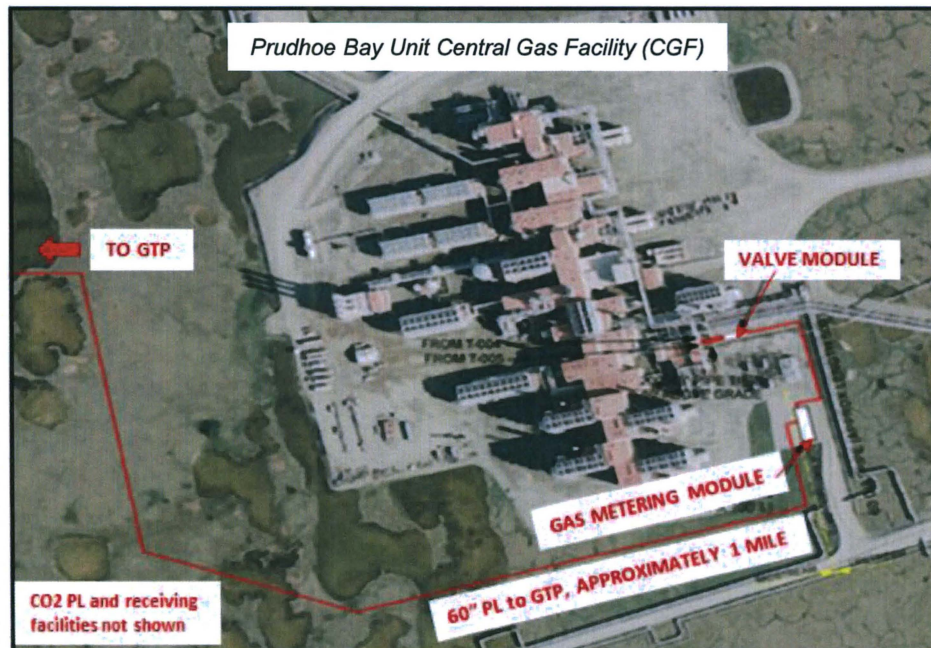 Prudhoe Bay Unit Central Gas Facility (CGF)
TO GTP
VALVE MODULE
FROM T-004
FROM T-005
GRADE
GAS METERING MODULE
60" PL to GTP, APPROXIMATELY 1 MILE
CO2 PL and receiving
facilities not shown